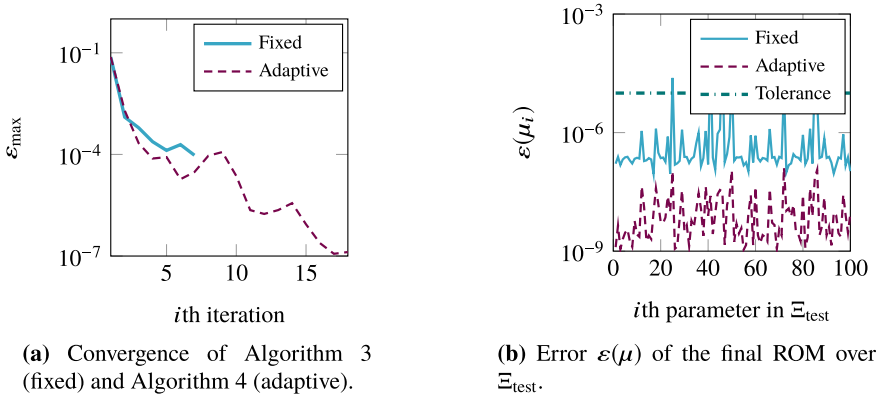 10⁻¹
10⁻⁴
10⁻⁷
5
10
15
ε_max
ith iteration
Fixed
Adaptive
(a) Convergence of Algorithm 3
(fixed) and Algorithm 4 (adaptive).
10⁻³
10⁻⁶
10⁻⁹
0
20
40
60
80
100
ε(μᵢ)
ith parameter in Ξ_test
Fixed
Adaptive
Tolerance
(b) Error ε(μ) of the final ROM over
Ξ_test.